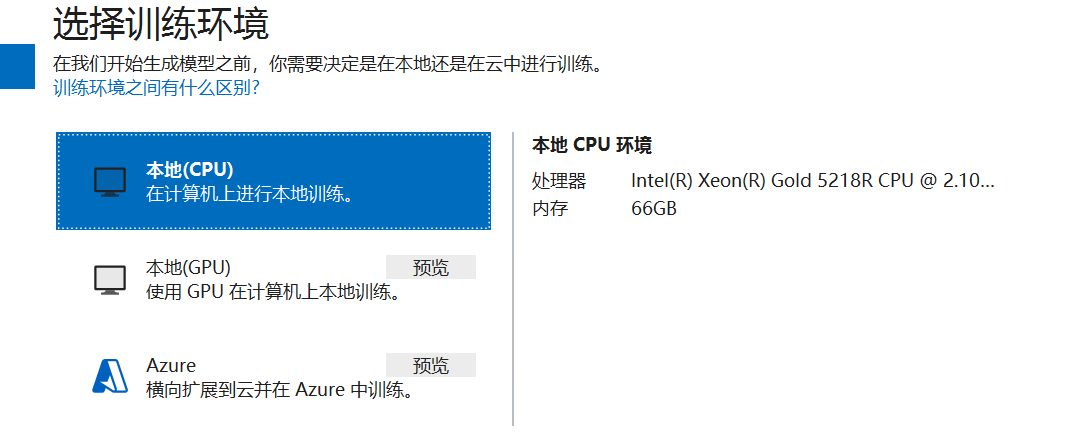 选择训练环境
在我们开始生成模型之前，你需要决定是在本地还是在云中进行训练。
训练环境之间有什么区别?
本地(CPU)
在计算机上进行本地训练。
本地(GPU)
预览
使用 GPU 在计算机上本地训练。
Azure
预览
横向扩展到云并在 Azure 中训练。
本地 CPU 环境
处理器 Intel(R) Xeon(R) Gold 5218R CPU @ 2.10...
内存 66GB